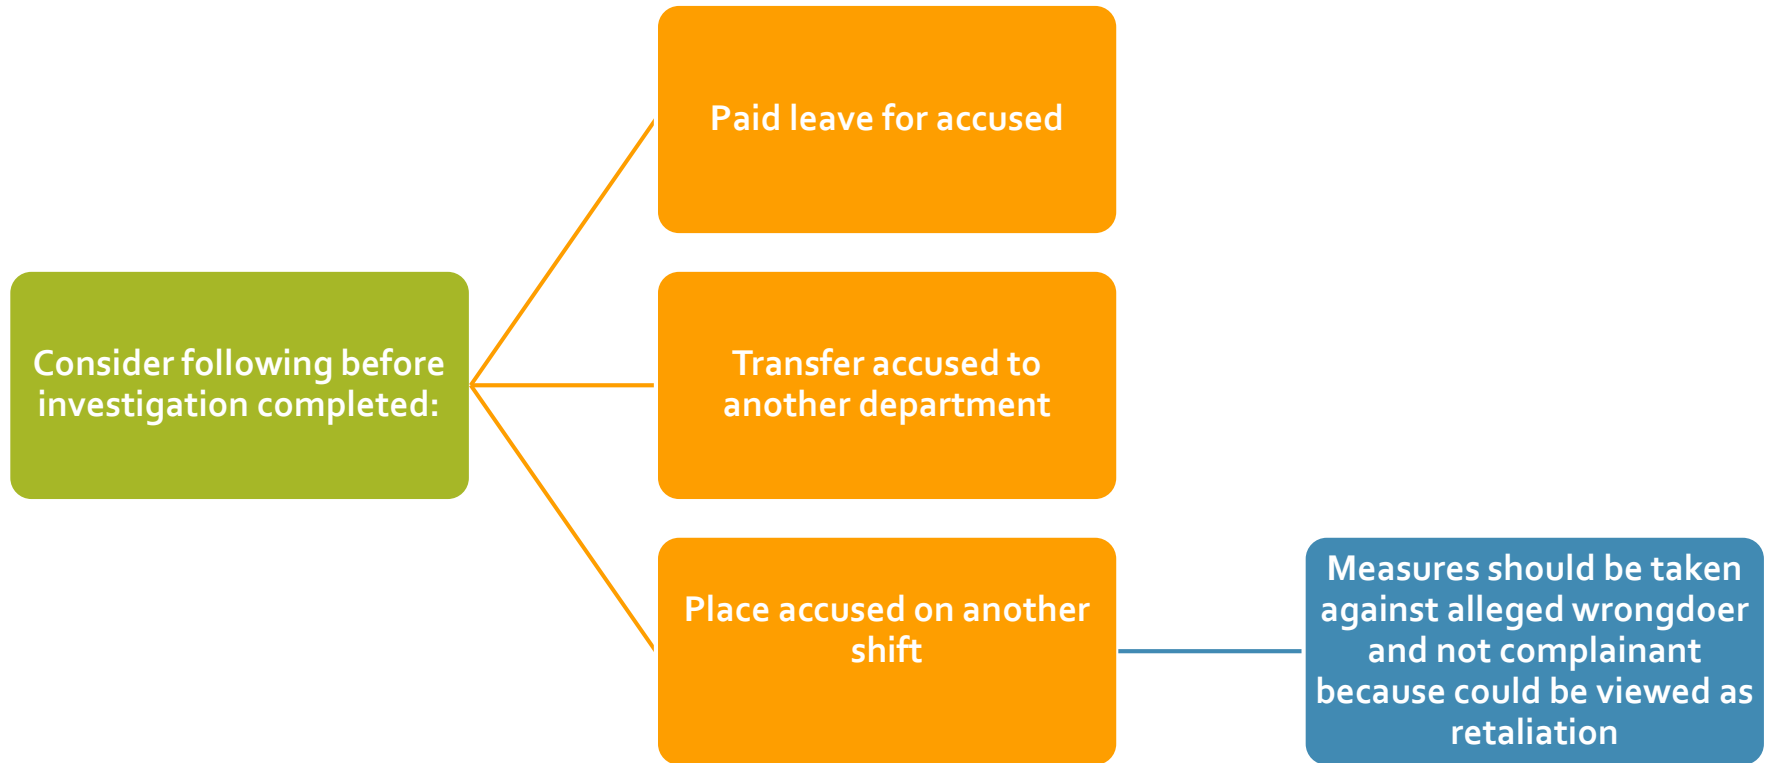 Paid leave for accused
Consider following before
investigation completed:
Transfer accused to
another department
Place accused on another
shift
Measures should be taken
against alleged wrongdoer
and not complainant
because could be viewed as
retaliation